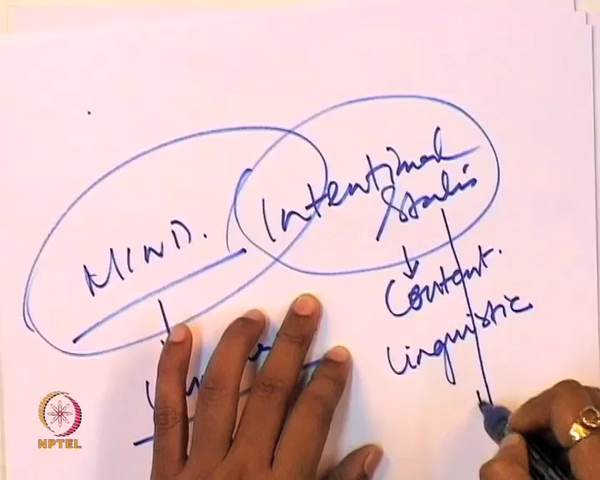 MIND.
Intentional
States
Content.
Linguistic
NPTEL